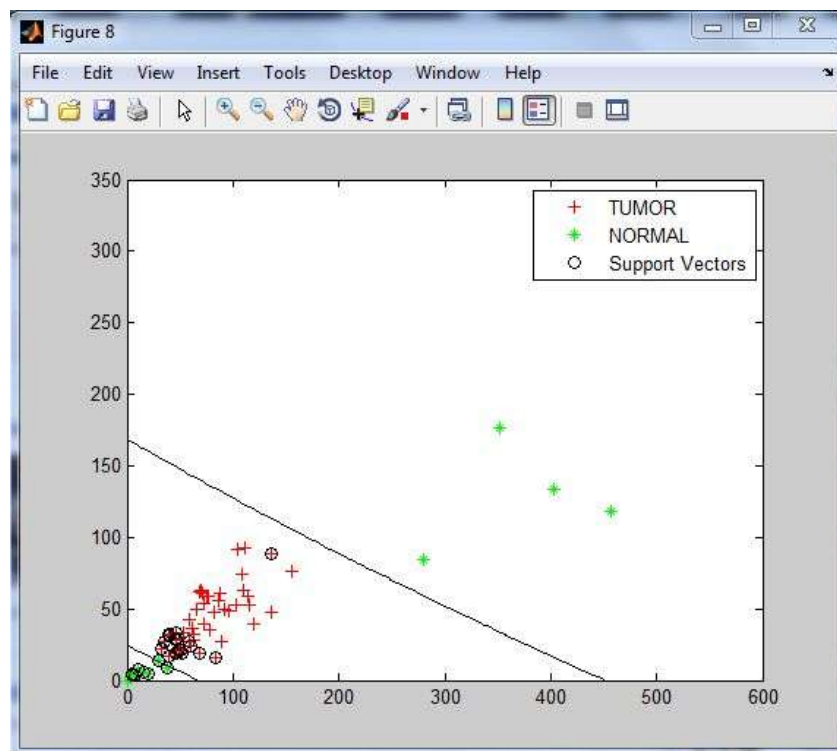 Figure 8
File Edit View Insert Tools Desktop Window Help
350
300
250
200
150
100
50
0
0 100 200 300 400 500 600
TUMOR
NORMAL
Support Vectors